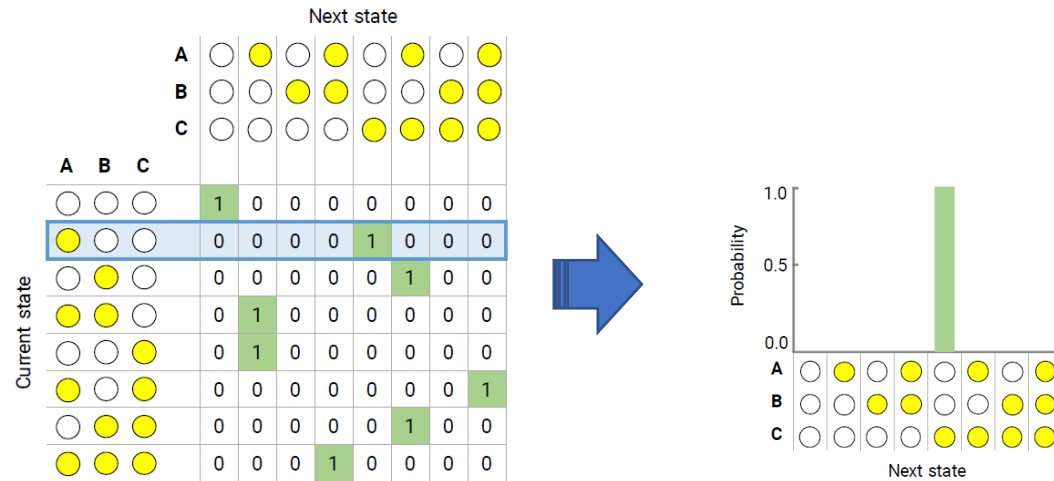 Next state
A
B
C
A B C
Current state
1 0 0 0 0 0 0 0
0 0 0 0 1 0 0 0
0 0 0 0 0 1 0 0
0 1 0 0 0 0 0 0
0 1 0 0 0 0 0 0
0 0 0 0 0 0 0 1
0 0 0 0 0 1 0 0
0 0 0 1 0 0 0 0
Probability
1.0
0.5
0.0
A
B
C
Next state